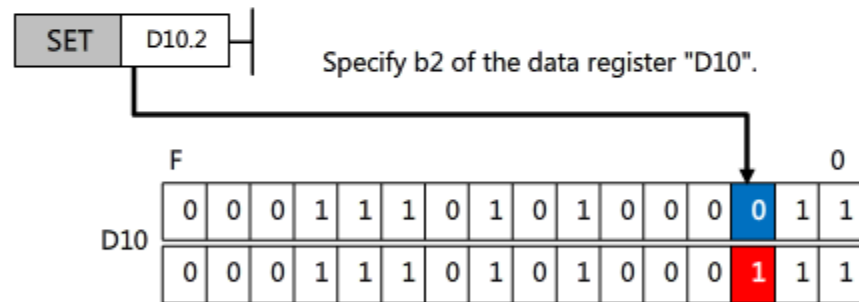 SET D10.2
Specify b2 of the data register "D10".
F 0
0 0 0 1 1 1 0 1 0 1 0 0 0 0 1 1
D10
0 0 0 1 1 1 0 1 0 1 0 0 0 1 1 1